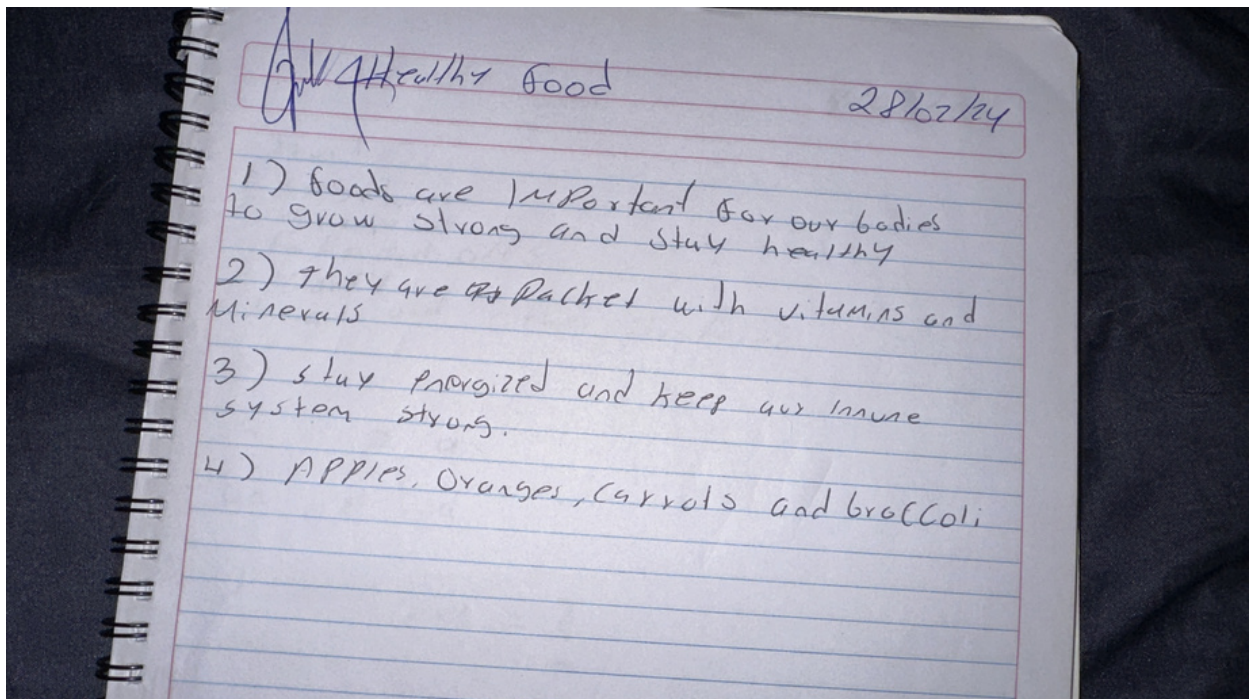 Healthy Food
28/02/24
1) Foods are IMPortant For our bodies
to grow strong and stay healthy
2) They are Packet with vitamins and
Minerals
3) stay energized and keep our innune
system strong.
4) APPles, Oranges, Carrots and broccoli